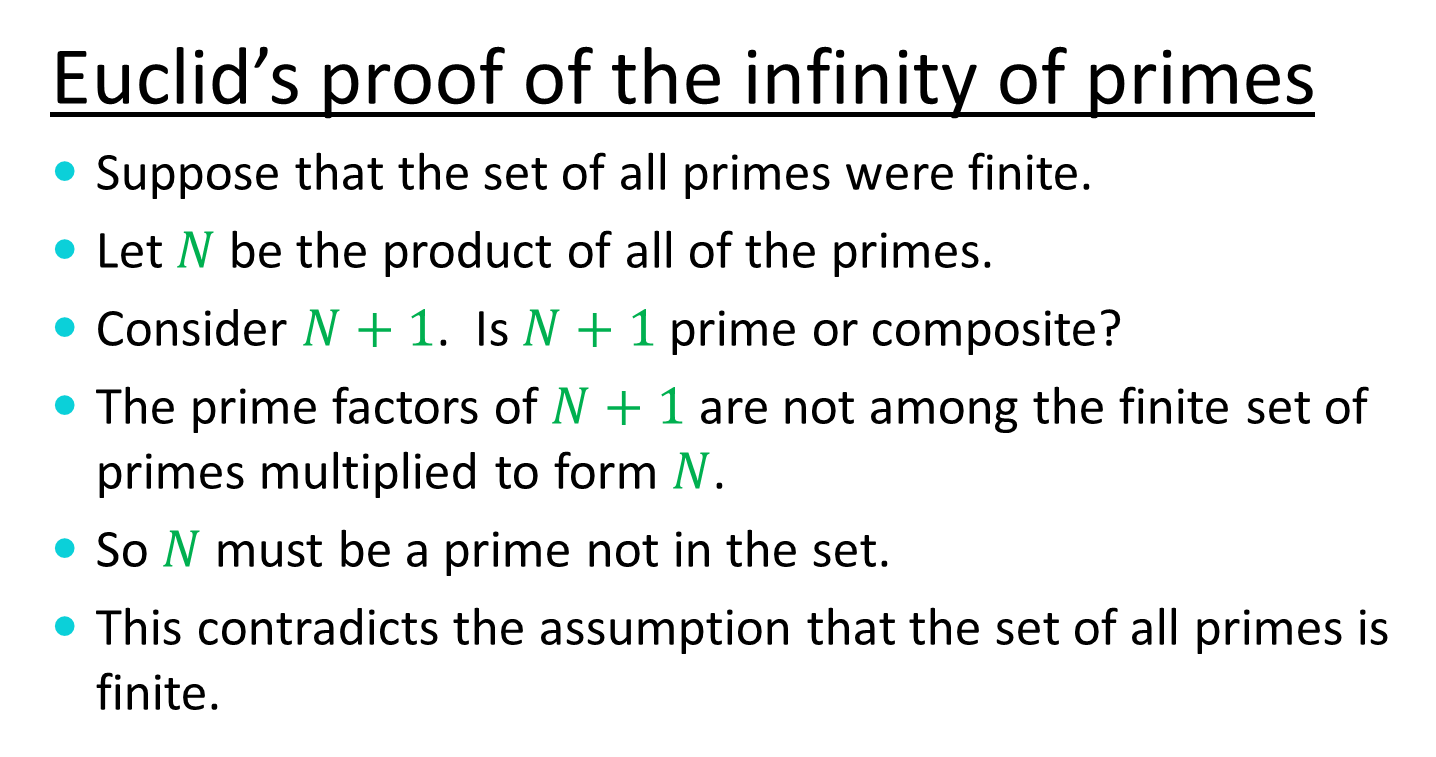 Euclid’s proof of the infinity of primes
• Suppose that the set of all primes were finite.
• Let N be the product of all of the primes.
• Consider N + 1. Is N + 1 prime or composite?
• The prime factors of N + 1 are not among the finite set of
primes multiplied to form N.
• So N must be a prime not in the set.
• This contradicts the assumption that the set of all primes is
finite.